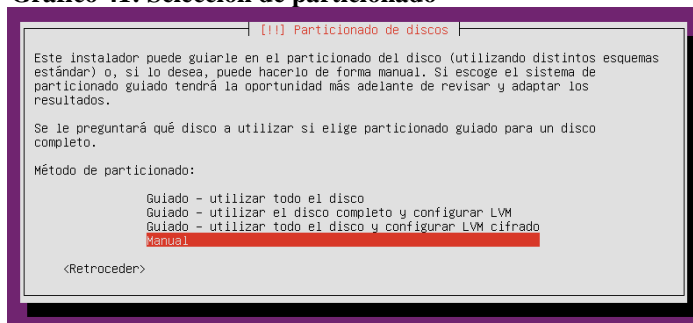 Gráfico 41. Selección de particionado
[!!] Particionado de discos
Este instalador puede guiarle en el particionado del disco (utilizando distintos esquemas
estándar) o, si lo desea, puede hacerlo de forma manual. Si escoge el sistema de
particionado guiado tendrá la oportunidad más adelante de revisar y adaptar los
resultados.
Se le preguntará qué disco a utilizar si elige particionado guiado para un disco
completo.
Método de particionado:
Guiado - utilizar todo el disco
Guiado - utilizar el disco completo y configurar LVM
Guiado - utilizar todo el disco y configurar LVM cifrado
Manual
<Retroceder>